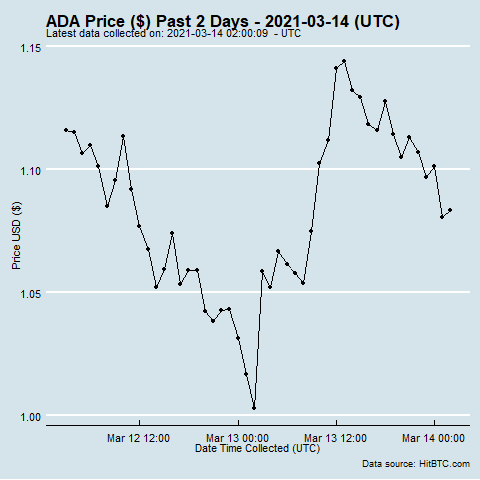 ADA Price ($) Past 2 Days - 2021-03-14 (UTC)
Latest data collected on: 2021-03-14 02:00:09  - UTC
1.15
1.10
1.05
1.00
Price USD ($)
Mar 12 12:00 Mar 13 00:00 Mar 13 12:00 Mar 14 00:00
Date Time Collected (UTC)
Data source: HitBTC.com